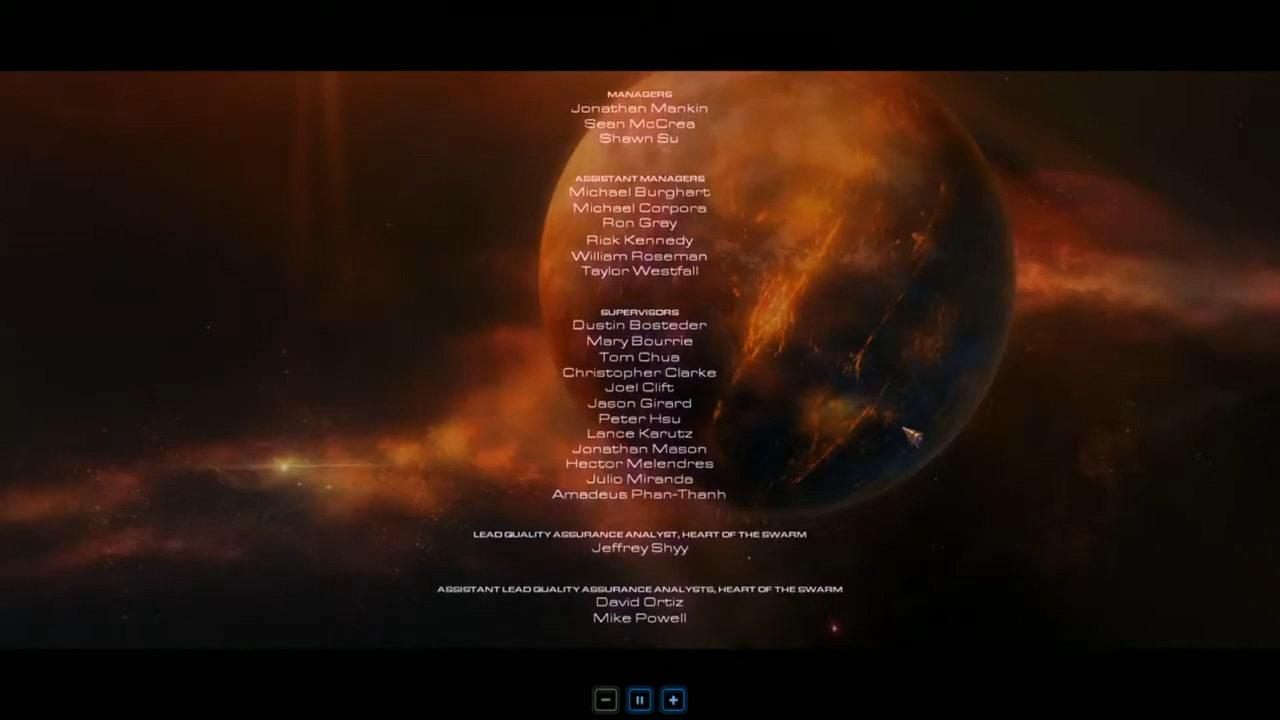 MANAGERS
Jonathan Mankin
Sean McCrea
Shawn Su
ASSISTANT MANAGERS
Michael Burghart
Michael Corpora
Ron Gray
Rick Kennedy
William Roseman
Taylor Westfall
SUPERVISORS
Dustin Bosteder
Mary Bourrie
Tom Chua
Christopher Clarke
Joel Clift
Jason Girard
Peter Hsu
Lance Karutz
Jonathan Mason
Hector Melendres
Julio Miranda
Amadeus Phan-Thanh
LEAD QUALITY ASSURANCE ANALYST, HEART OF THE SWARM
Jeffrey Shyy
ASSISTANT LEAD QUALITY ASSURANCE ANALYSTS, HEART OF THE SWARM
David Ortiz
Mike Powell